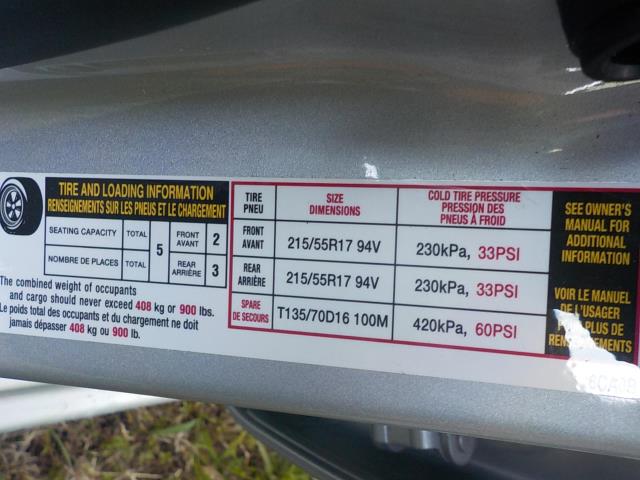 TIRE AND LOADING INFORMATION
RENSEIGNEMENTS SUR LES PNEUS ET LE CHARGEMENT
SEATING CAPACITY TOTAL 5 FRONT AVANT 2
NOMBRE DE PLACES TOTAL REAR ARRIÈRE 3
The combined weight of occupants
and cargo should never exceed 408 kg or 900 lbs.
Le poids total des occupants et du chargement ne doit
jamais dépasser 408 kg ou 900 lb.
TIRE PNEU SIZE DIMENSIONS COLD TIRE PRESSURE PRESSION DES PNEUS À FROID
FRONT AVANT 215/55R17 94V 230kPa, 33PSI
REAR ARRIÈRE 215/55R17 94V 230kPa, 33PSI
SPARE DE SECOURS T135/70D16 100M 420kPa, 60PSI
SEE OWNER'S
MANUAL FOR
ADDITIONAL
INFORMATION
VOIR LE MANUEL
DE L'USAGER
PLUS DE